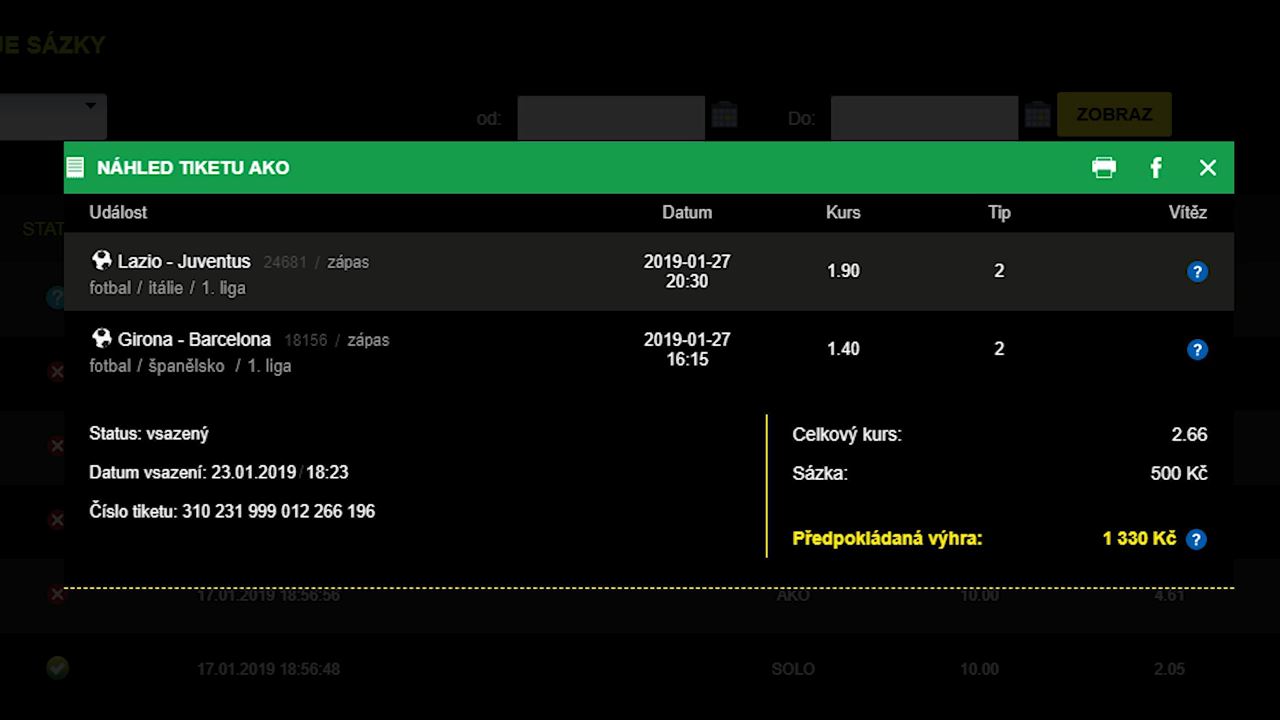 JE SÁZKY
od:
Do:
ZOBRAZ
NÁHLED TIKETU AKO
Událost Datum Kurs Tip Vítěz
STAT
Lazio - Juventus 24681 / zápas 2019-01-27 20:30 1.90 2 ?
fotbal / itálie / 1. liga
Girona - Barcelona 18156 / zápas 2019-01-27 16:15 1.40 2 ?
fotbal / španělsko / 1. liga
Status: vsazený
Datum vsazení: 23.01.2019 / 18:23
Číslo tiketu: 310 231 999 012 266 196
Celkový kurs: 2.66
Sázka: 500 Kč
Předpokládaná výhra: 1 330 Kč ?
17.01.2019 18:56:56 AKO 10.00 4.61
17.01.2019 18:56:48 SOLO 10.00 2.05